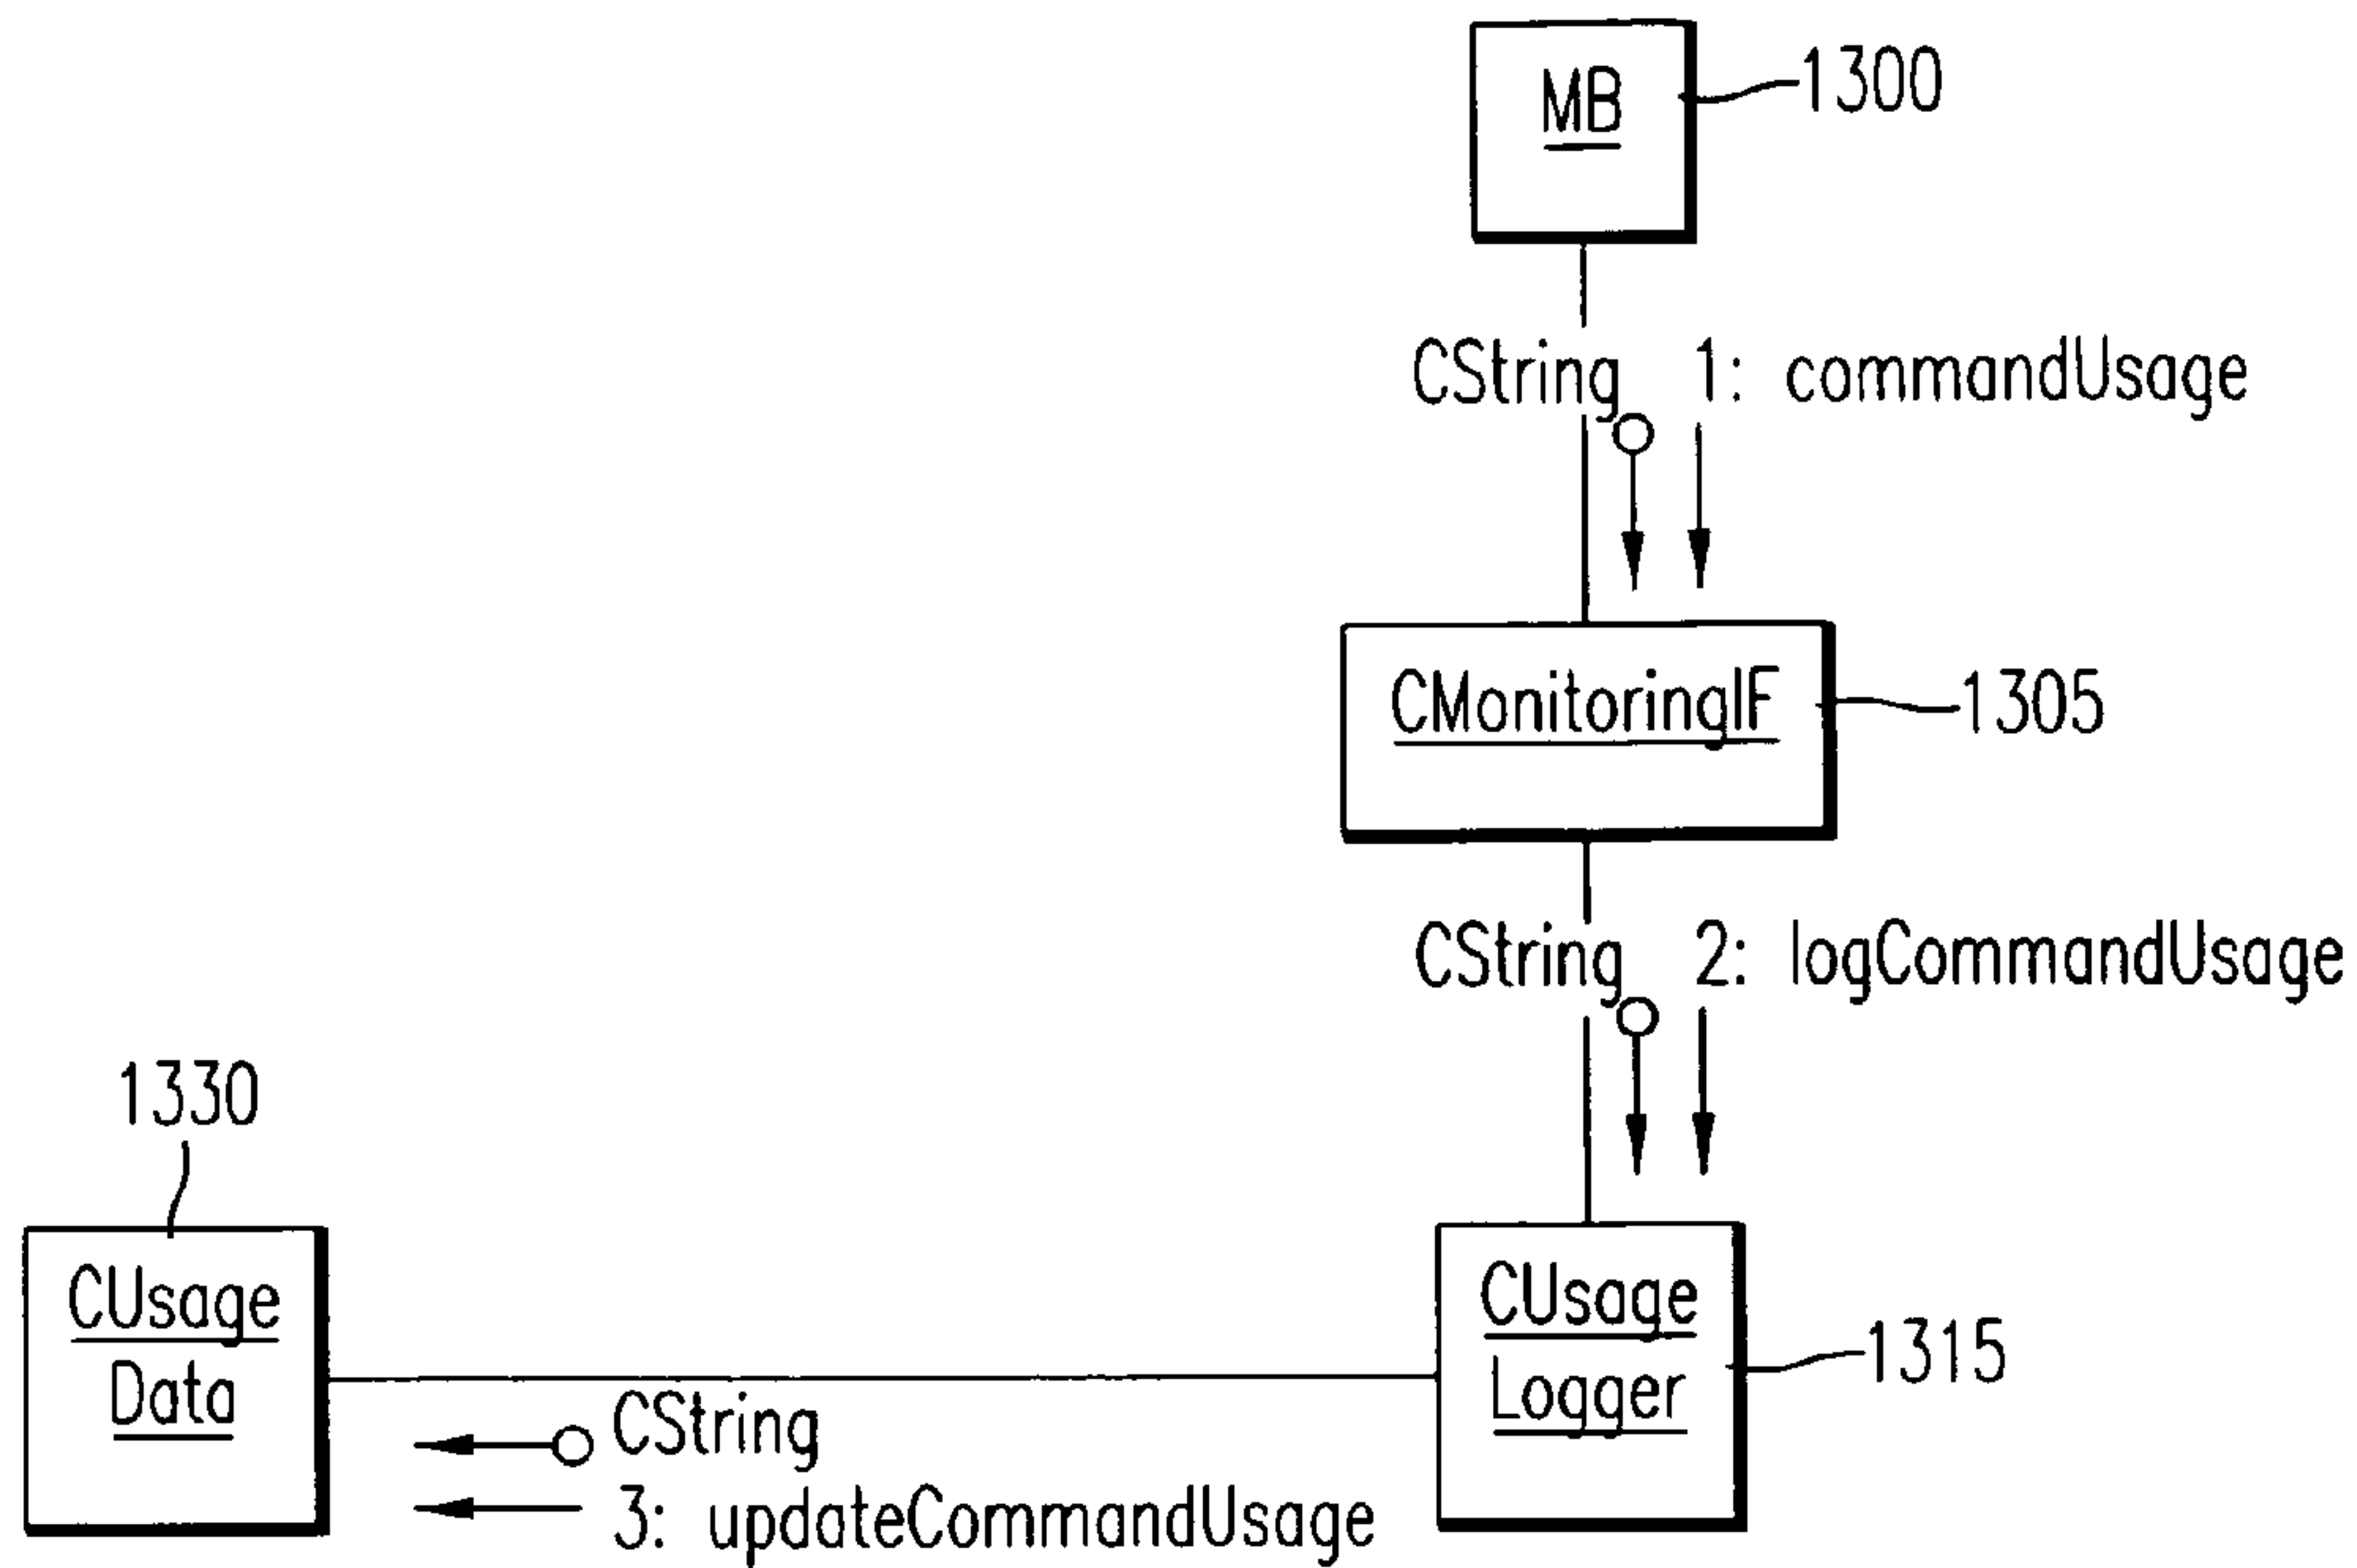 MB
1300
CString 1: commandUsage
CMonitoringIF
1305
CString 2: logCommandUsage
1330
CUsage
Data
CUsage
Logger
1315
CString
3: updateCommandUsage